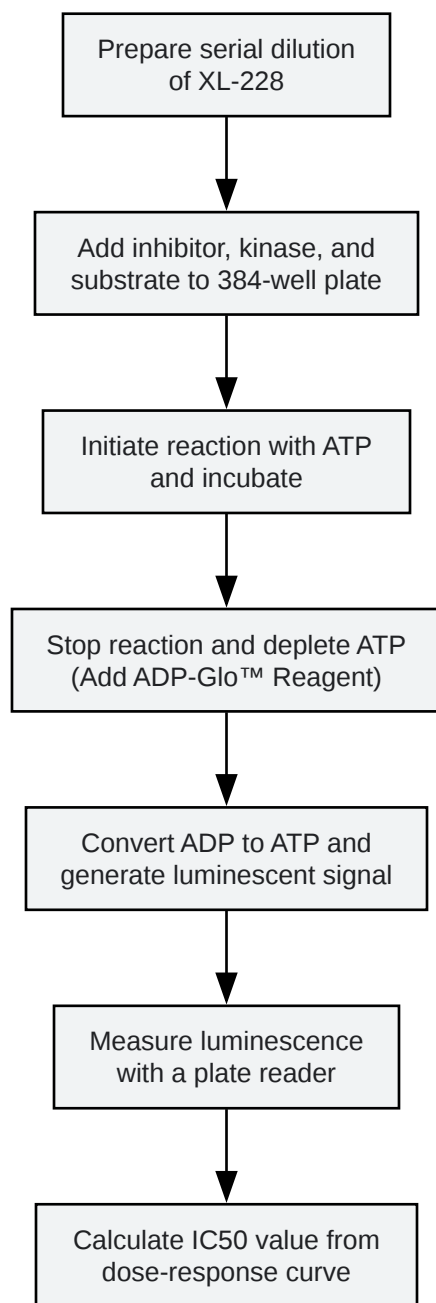 Prepare serial dilution
of XL-228
Add inhibitor, kinase, and
substrate to 384-well plate
Initiate reaction with ATP
and incubate
Stop reaction and deplete ATP
(Add ADP-Glo™ Reagent)
Convert ADP to ATP and
generate luminescent signal
Measure luminescence
with a plate reader
Calculate IC50 value from
dose-response curve